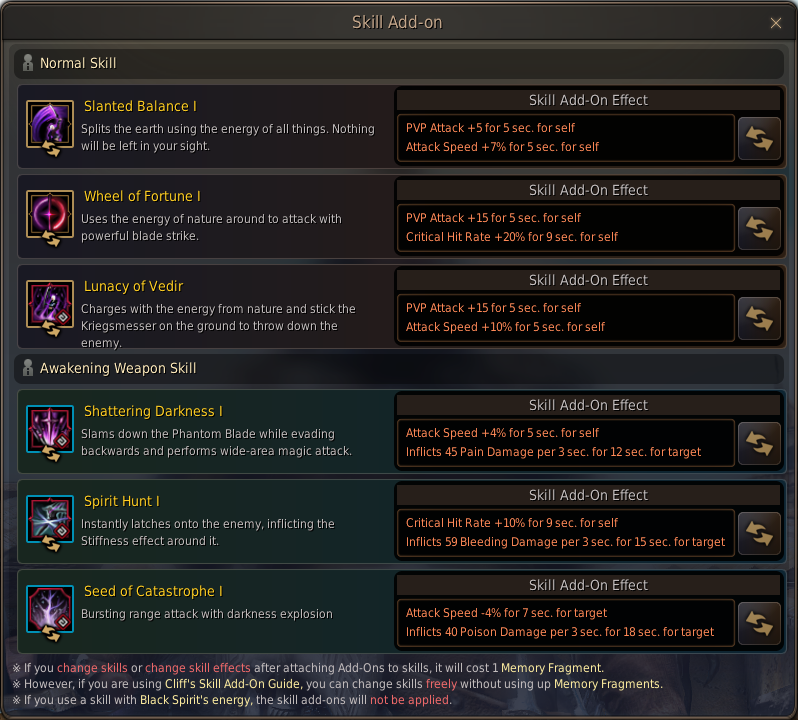 Skill Add-on
Normal Skill
Slanted Balance I
Splits the earth using the energy of all things. Nothing
will be left in your sight.
Skill Add-On Effect
PVP Attack +5 for 5 sec. for self
Attack Speed +7% for 5 sec. for self
Wheel of Fortune I
Uses the energy of nature around to attack with
powerful blade strike.
Skill Add-On Effect
PVP Attack +15 for 5 sec. for self
Critical Hit Rate +20% for 9 sec. for self
Lunacy of Vedir
Charges with the energy from nature and stick the
Kriegsmesser on the ground to throw down the
enemy.
Skill Add-On Effect
PVP Attack +15 for 5 sec. for self
Attack Speed +10% for 5 sec. for self
Awakening Weapon Skill
Shattering Darkness I
Slams down the Phantom Blade while evading
backwards and performs wide-area magic attack.
Skill Add-On Effect
Attack Speed +4% for 5 sec. for self
Inflicts 45 Pain Damage per 3 sec. for 12 sec. for target
Spirit Hunt I
Instantly latches onto the enemy, inflicting the
Stiffness effect around it.
Skill Add-On Effect
Critical Hit Rate +10% for 9 sec. for self
Inflicts 59 Bleeding Damage per 3 sec. for 15 sec. for target
Seed of Catastrophe I
Bursting range attack with darkness explosion
Skill Add-On Effect
Attack Speed -4% for 7 sec. for target
Inflicts 40 Poison Damage per 3 sec. for 18 sec. for target
※ If you change skills or change skill effects after attaching Add-Ons to skills, it will cost 1 Memory Fragment.
※ However, if you are using Cliff's Skill Add-On Guide, you can change skills freely without using up Memory Fragments.
※ If you use a skill with Black Spirit's energy, the skill add-ons will not be applied.